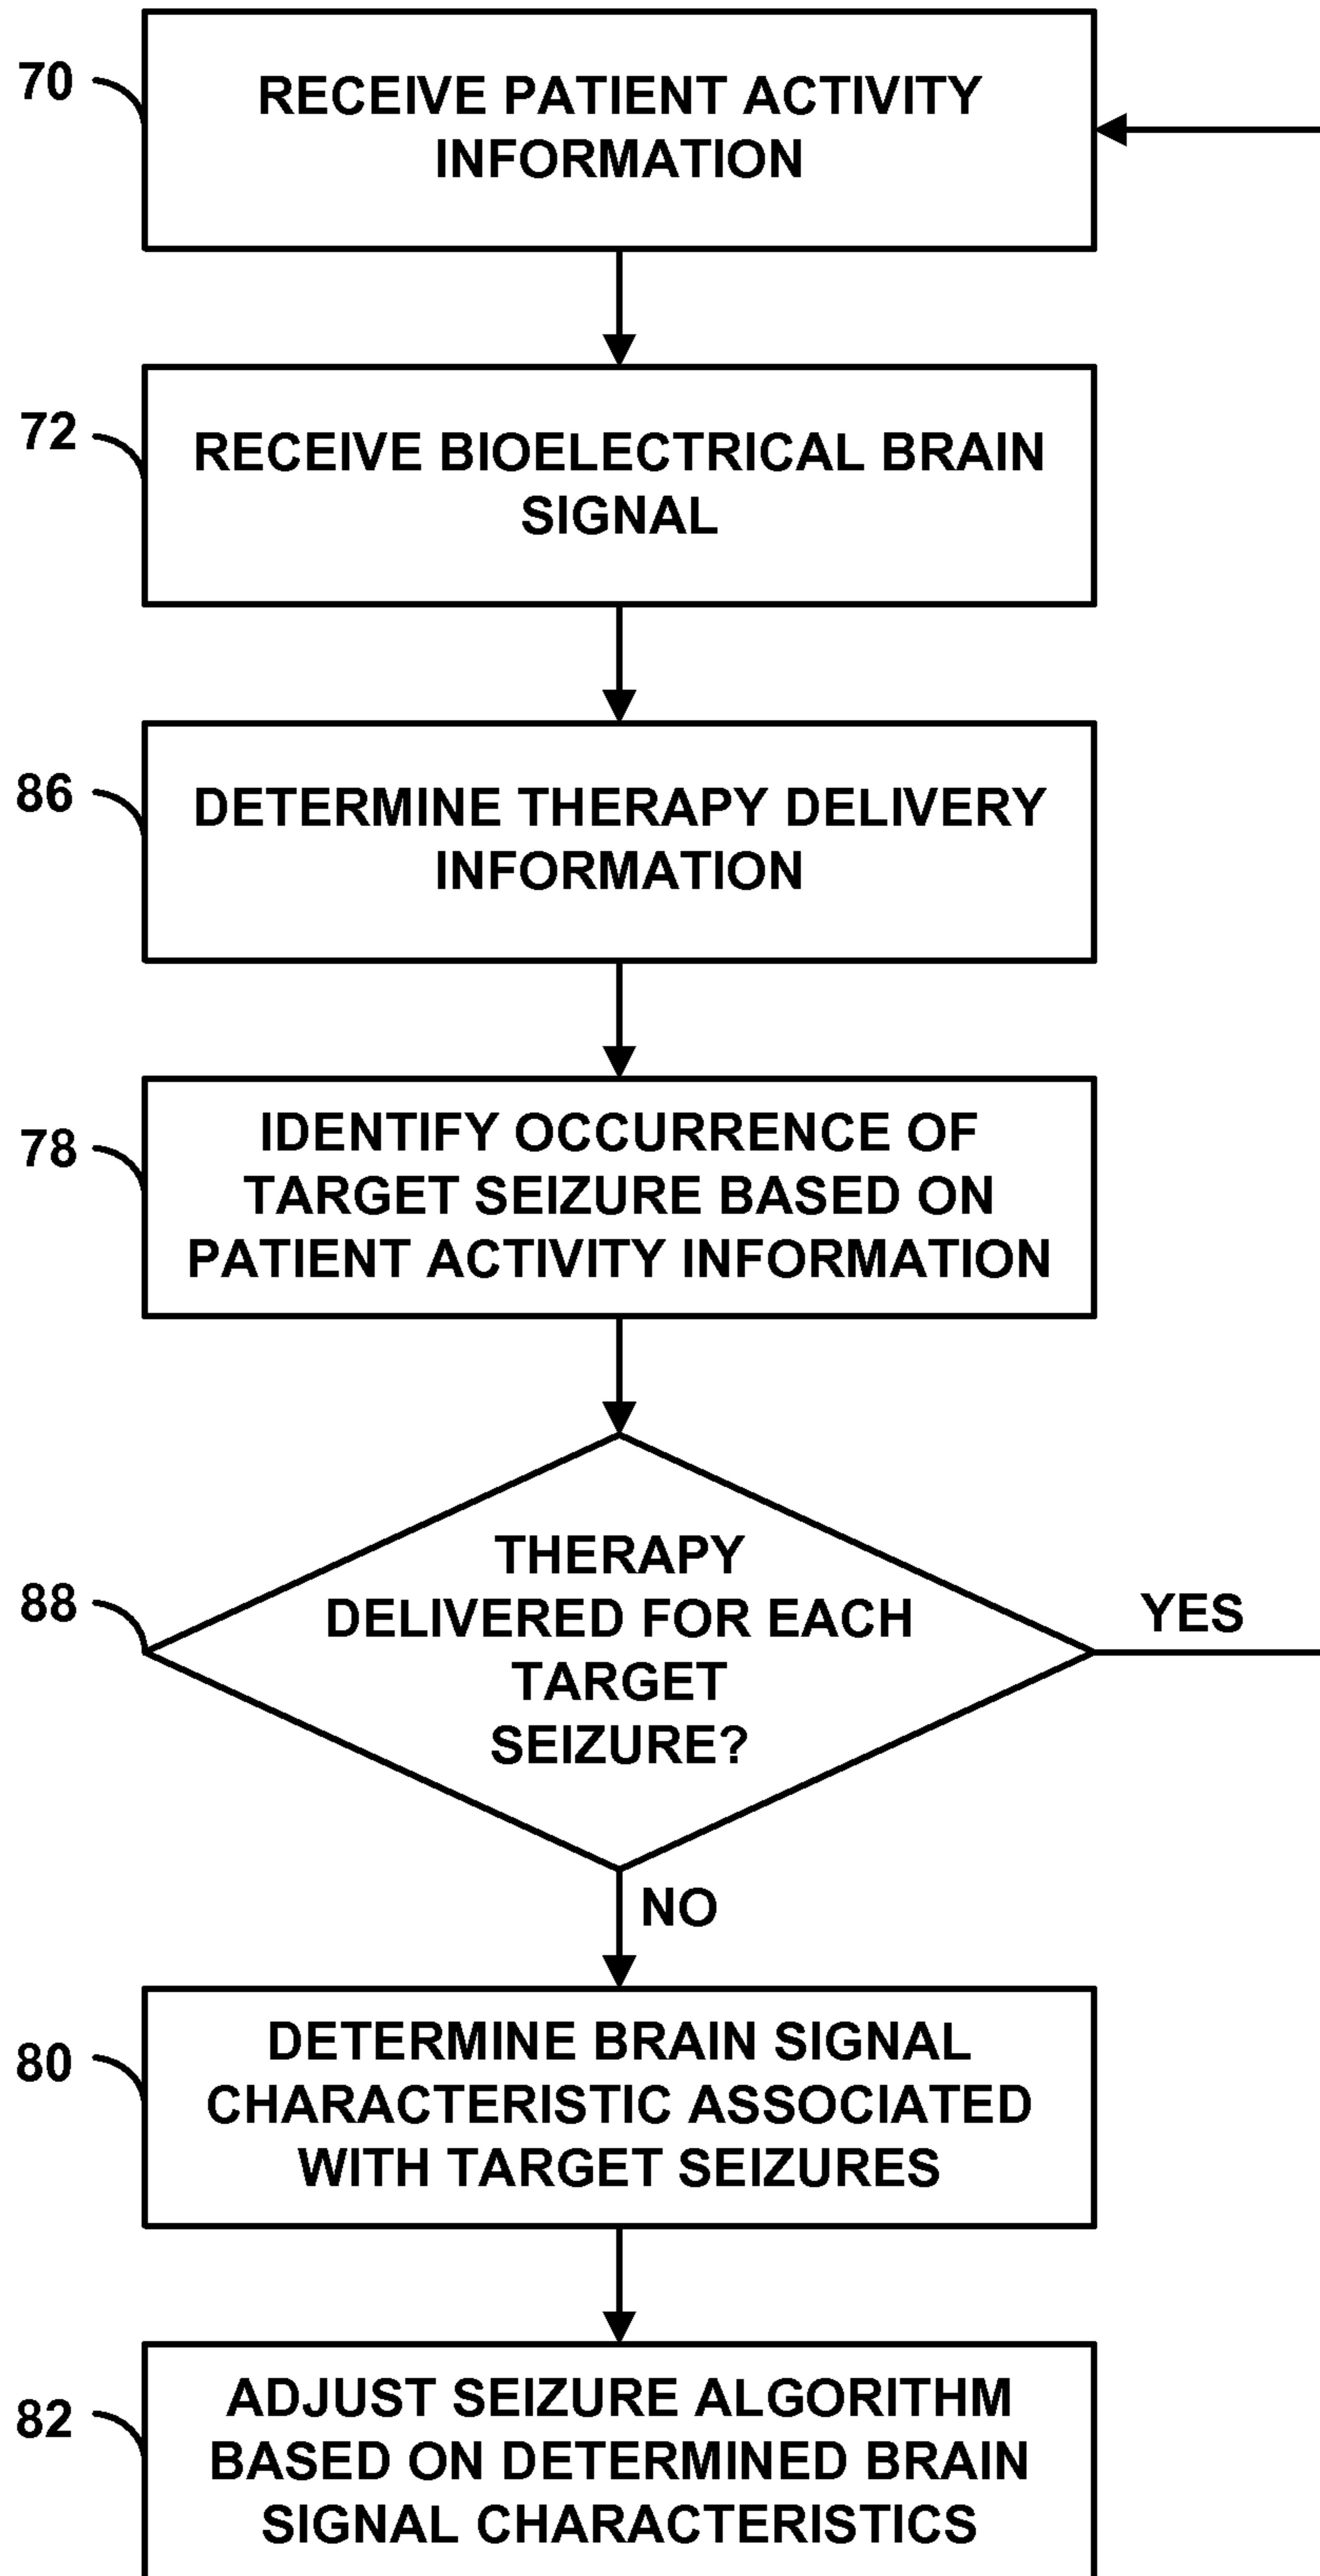 70
RECEIVE PATIENT ACTIVITY
INFORMATION
72
RECEIVE BIOELECTRICAL BRAIN
SIGNAL
86
DETERMINE THERAPY DELIVERY
INFORMATION
78
IDENTIFY OCCURRENCE OF
TARGET SEIZURE BASED ON
PATIENT ACTIVITY INFORMATION
88
THERAPY
DELIVERED FOR EACH
TARGET
SEIZURE?
YES
NO
80
DETERMINE BRAIN SIGNAL
CHARACTERISTIC ASSOCIATED
WITH TARGET SEIZURES
82
ADJUST SEIZURE ALGORITHM
BASED ON DETERMINED BRAIN
SIGNAL CHARACTERISTICS